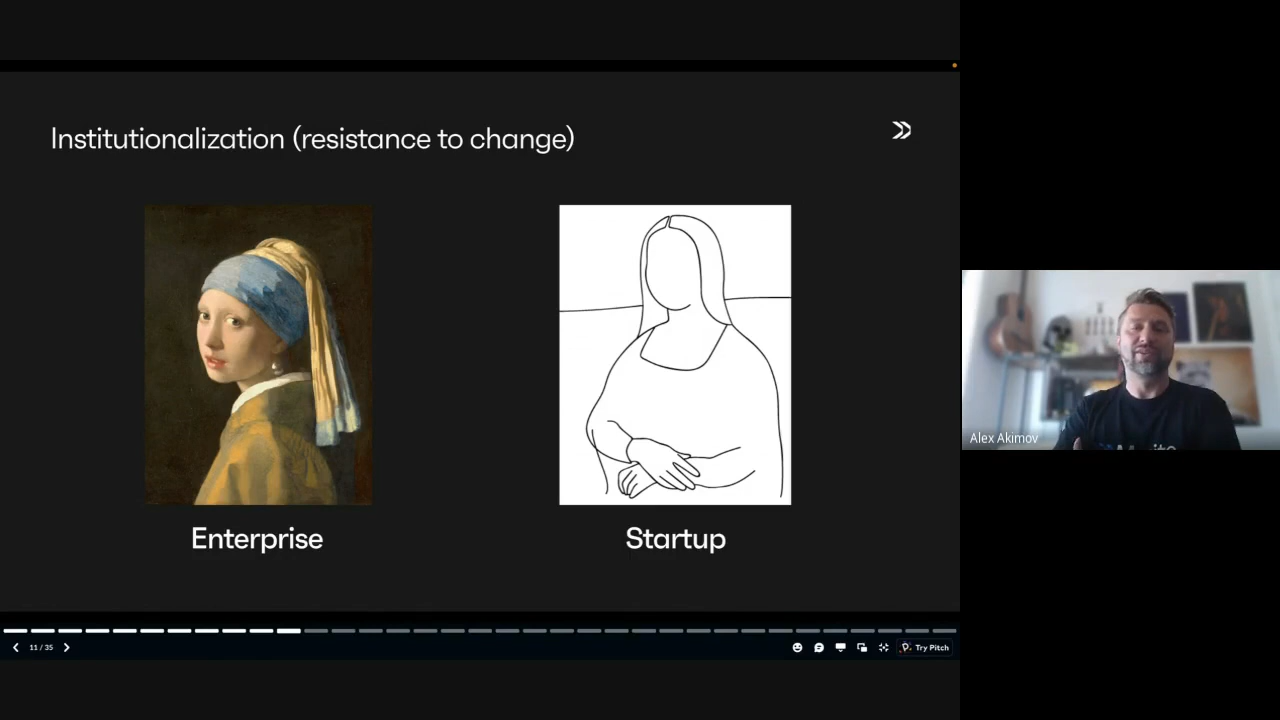 Institutionalization (resistance to change)
Enterprise
Startup
Alex Akimov
11 / 35
Try Pitch